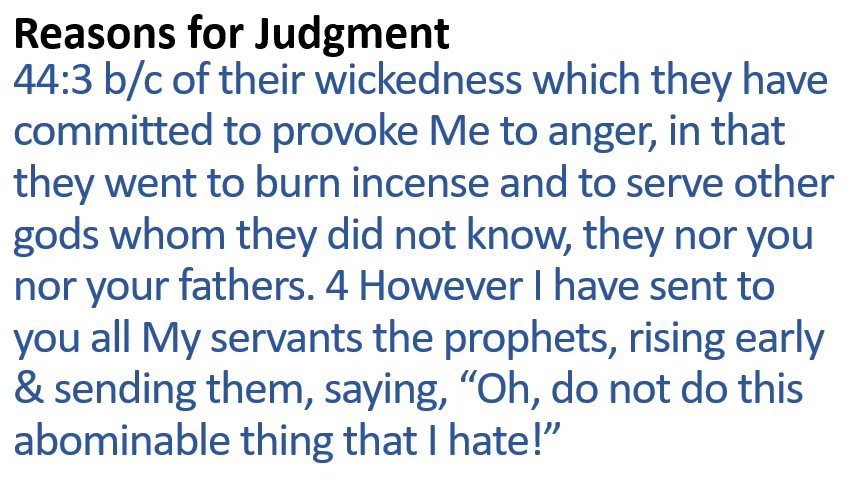 Reasons for Judgment
44:3 b/c of their wickedness which they have
committed to provoke Me to anger, in that
they went to burn incense and to serve other
gods whom they did not know, they nor you
nor your fathers. 4 However I have sent to
you all My servants the prophets, rising early
& sending them, saying, “Oh, do not do this
abominable thing that I hate!”